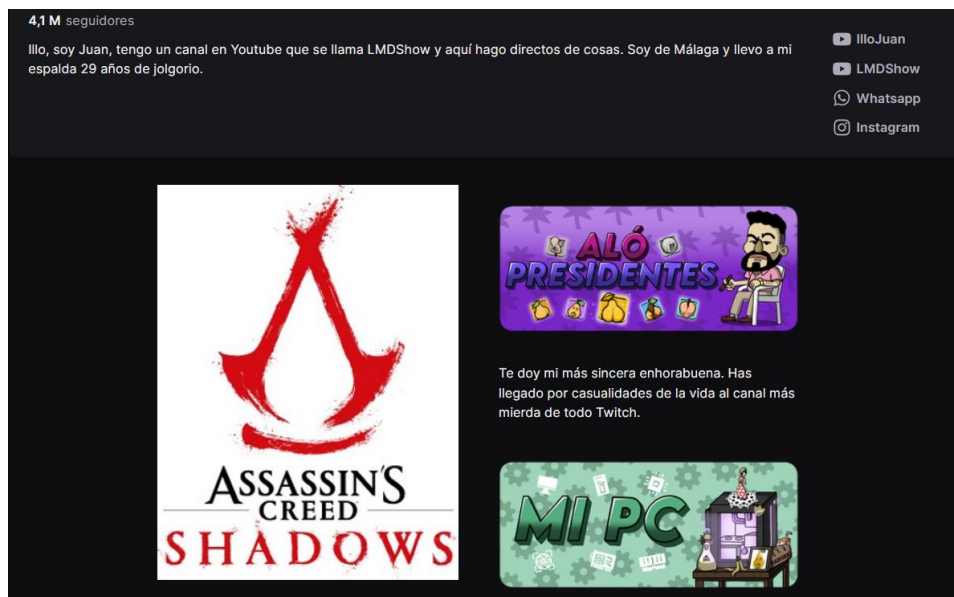 4,1 M seguidores
Illo, soy Juan, tengo un canal en Youtube que se llama LMDShow y aquí hago directos de cosas. Soy de Málaga y llevo a mi
espalda 29 años de jolgorio.
IlloJuan
LMDShow
Whatsapp
Instagram
ASSASSIN'S
CREED
SHADOWS
ALÓ
PRESIDENTES
Te doy mi más sincera enhorabuena. Has
llegado por casualidades de la vida al canal más
mierda de todo Twitch.
MI PC